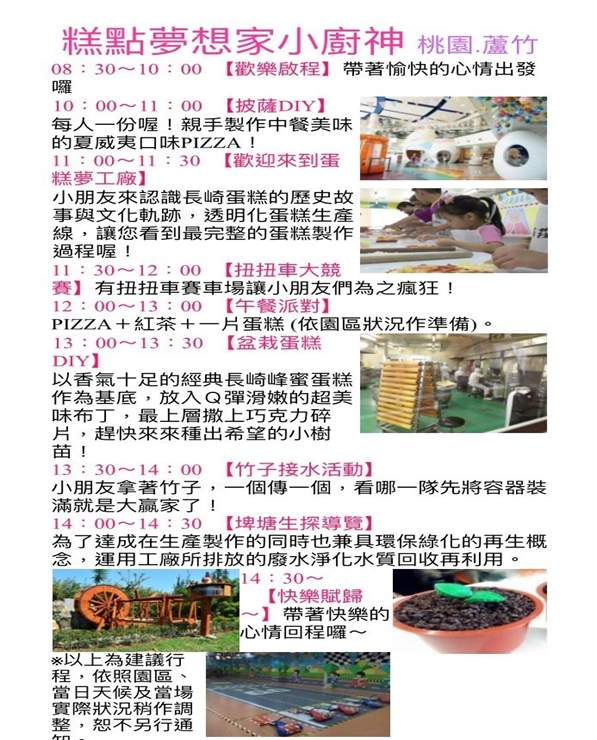 糕點夢想家小廚神 桃園.蘆竹
08：30～10：00 【歡樂啟程】帶著愉快的心情出發
囉
10：00～11：00 【披薩DIY】
每人一份喔！親手製作中餐美味
的夏威夷口味PIZZA！
11：00～11：30 【歡迎來到蛋
糕夢工廠】
小朋友來認識長崎蛋糕的歷史故
事與文化軌跡，透明化蛋糕生產
線，讓您看到最完整的蛋糕製作
過程喔！
11：30～12：00 【扭扭車大競
賽】有扭扭車賽車場讓小朋友們為之瘋狂！
12：00～13：00 【午餐派對】
PIZZA＋紅茶＋一片蛋糕 (依園區狀況作準備)。
13：00～13：30 【盆栽蛋糕
DIY】
以香氣十足的經典長崎蜂蜜蛋糕
作為基底，放入Ｑ彈滑嫩的超美
味布丁，最上層撒上巧克力碎
片，趕快來來種出希望的小樹
苗！
13：30～14：00 【竹子接水活動】
小朋友拿著竹子，一個傳一個，看哪一隊先將容器裝
滿就是大贏家了！
14：00～14：30 【埤塘生探導覽】
為了達成在生產製作的同時也兼具環保綠化的再生概
念，運用工廠所排放的廢水淨化水質回收再利用。
14：30～
【快樂賦歸
～】帶著快樂的
心情回程囉～
※以上為建議行
程，依照園區、
當日天候及當場
實際狀況稍作調
整，恕不另行通
知。